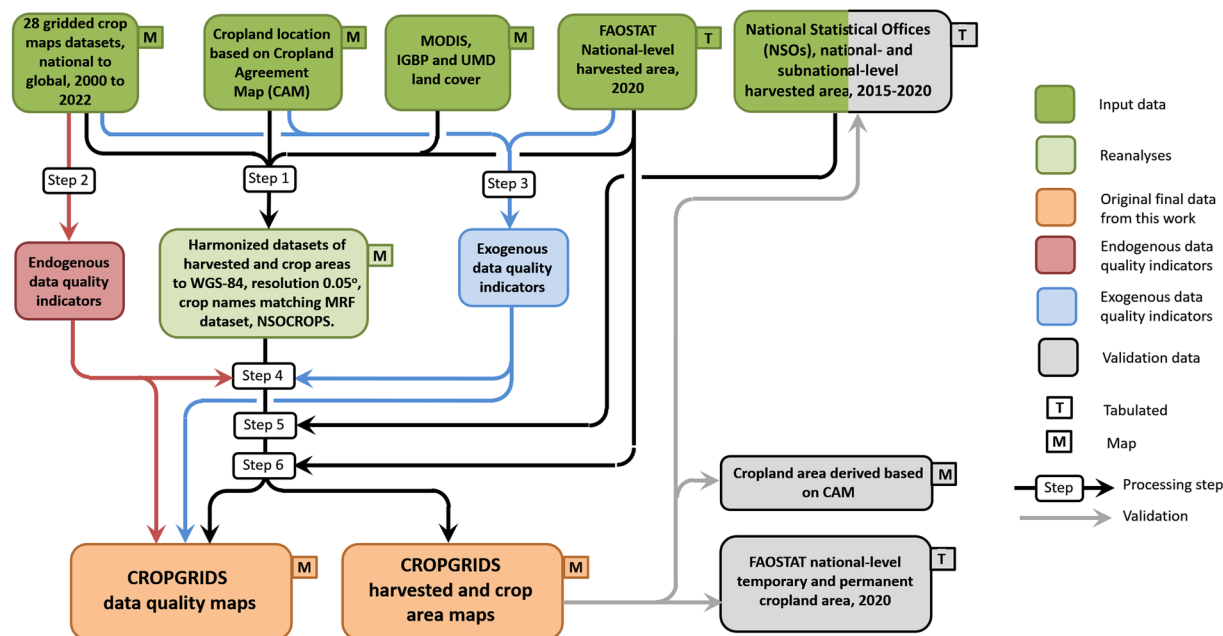 28 gridded crop
maps datasets,
national to
global, 2000 to
2022
M
Cropland location
based on Cropland
Agreement
Map (CAM)
M
MODIS,
IGBP and UMD
land cover
M
FAOSTAT
National-level
harvested area,
2020
T
National Statistical Offices
(NSOs), national- and
subnational-level
harvested area, 2015-2020
T
Step 2
Step 1
Step 3
Endogenous
data quality
indicators
Harmonized datasets of
harvested and crop areas
to WGS-84, resolution 0.05º,
crop names matching MRF
dataset, NSOCROPS.
M
Exogenous
data quality
indicators
Step 4
Step 5
Step 6
CROPGRIDS
data quality maps
M
CROPGRIDS
harvested and crop
area maps
M
Cropland area derived based
on CAM
M
FAOSTAT national-level
temporary and permanent
cropland area, 2020
T
Input data
Reanalyses
Original final data
from this work
Endogenous data
quality indicators
Exogenous data
quality indicators
Validation data
T
Tabulated
M
Map
Step
Processing step
Validation